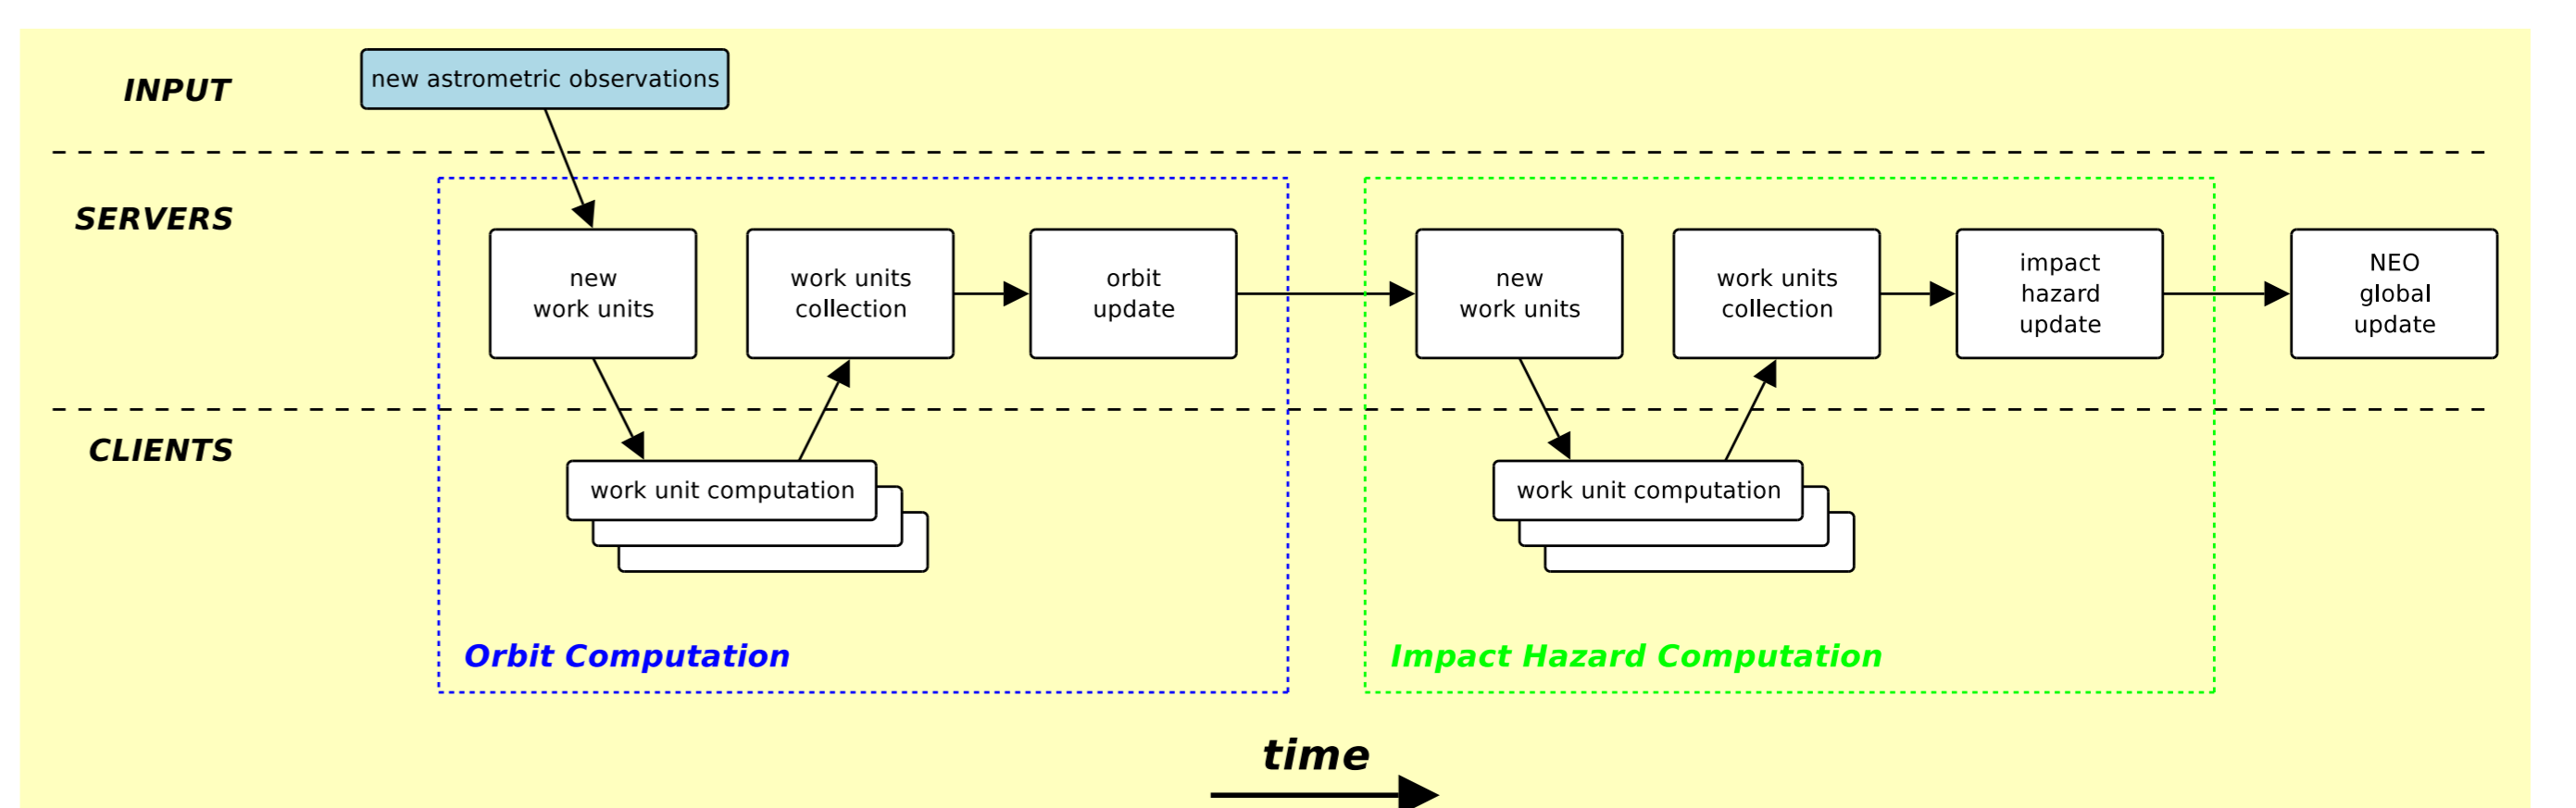 INPUT
new astrometric observations
SERVERS
new
work units
work units
collection
orbit
update
new
work units
work units
collection
impact
hazard
update
NEO
global
update
CLIENTS
work unit computation
work unit computation
Orbit Computation
Impact Hazard Computation
time